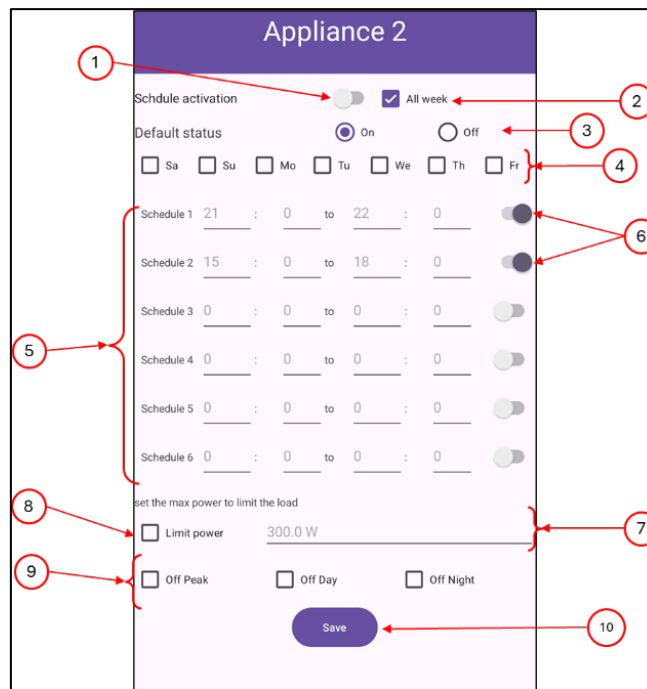 Appliance 2
1
Schdule activation All week
2
Default status On Off
3
Sa Su Mo Tu We Th Fr
4
Schedule 1 21 : 0 to 22 : 0
6
Schedule 2 15 : 0 to 18 : 0
Schedule 3 0 : 0 to 0 : 0
5
Schedule 4 0 : 0 to 0 : 0
Schedule 5 0 : 0 to 0 : 0
Schedule 6 0 : 0 to 0 : 0
set the max power to limit the load
8
Limit power 300.0 W
7
9
Off Peak Off Day Off Night
Save
10